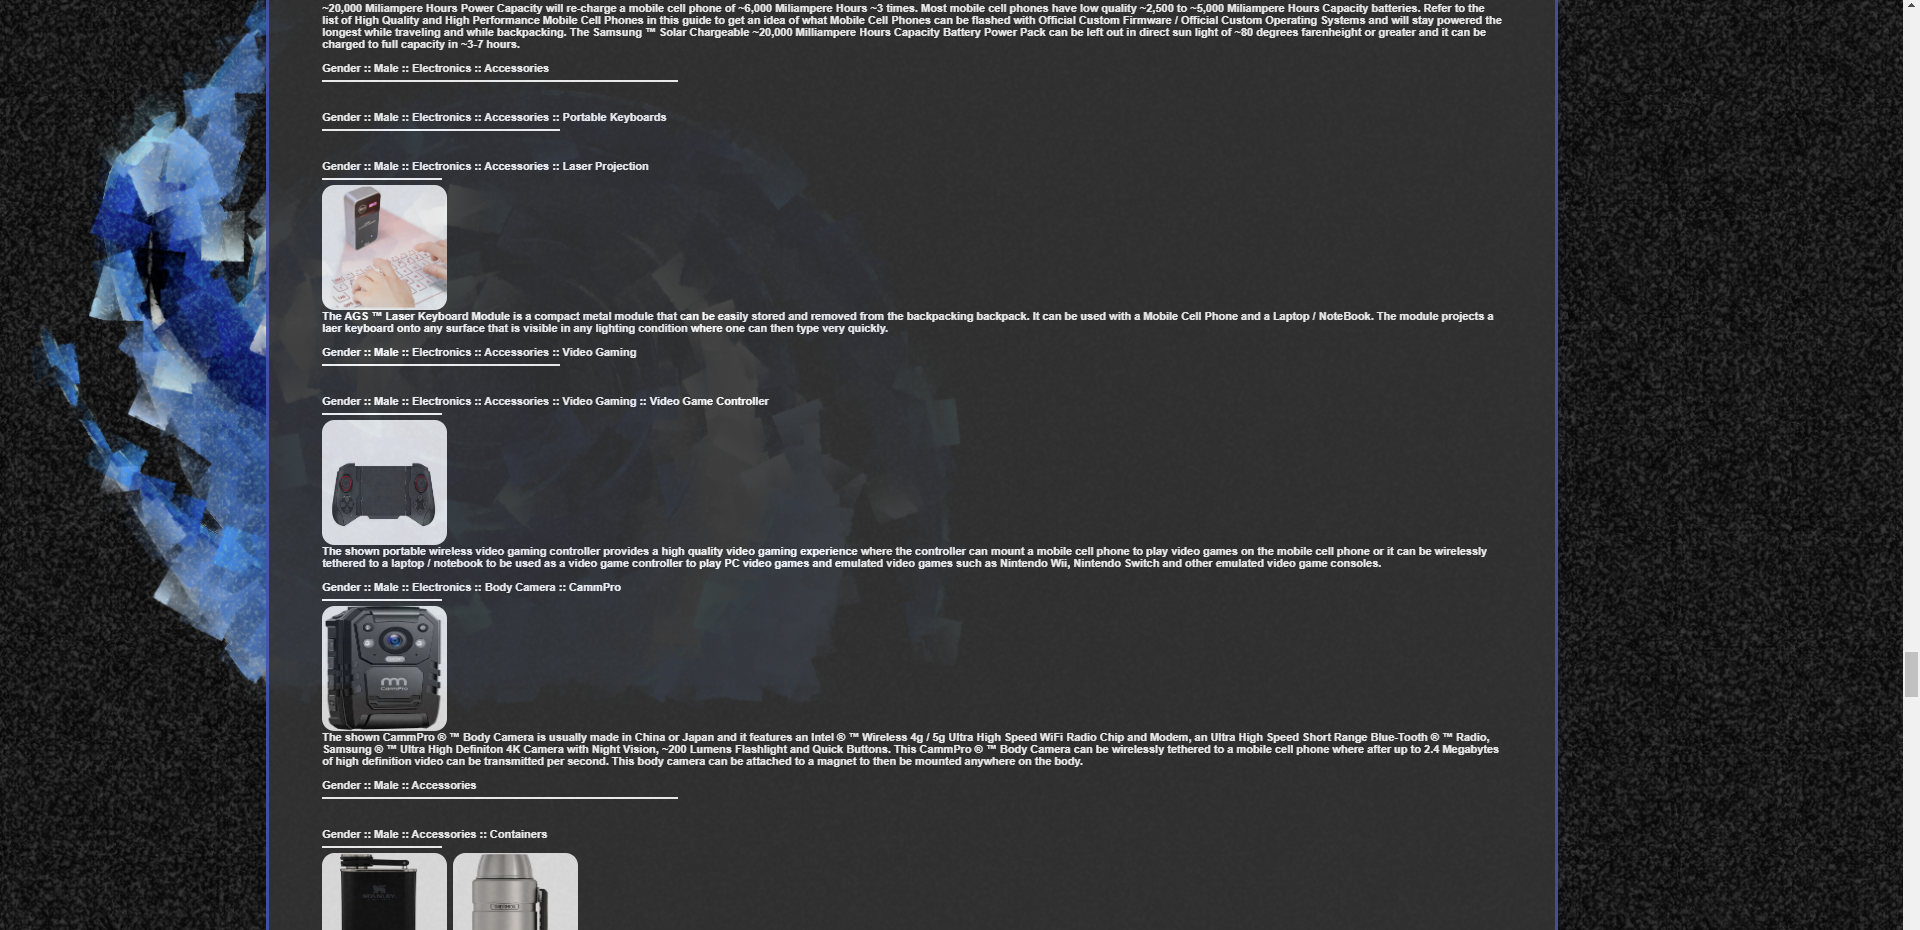 ~20,000 Miliampere Hours Power Capacity will re-charge a mobile cell phone of ~6,000 Miliampere Hours ~3 times. Most mobile cell phones have low quality ~2,500 to ~5,000 Miliampere Hours Capacity batteries. Refer to the
list of High Quality and High Performance Mobile Cell Phones in this guide to get an idea of what Mobile Cell Phones can be flashed with Official Custom Firmware / Official Custom Operating Systems and will stay powered the
longest while traveling and while backpacking. The Samsung ™ Solar Chargeable ~20,000 Milliampere Hours Capacity Battery Power Pack can be left out in direct sun light of ~80 degrees farenheight or greater and it can be
charged to full capacity in ~3-7 hours.
Gender :: Male :: Electronics :: Accessories
Gender :: Male :: Electronics :: Accessories :: Portable Keyboards
Gender :: Male :: Electronics :: Accessories :: Laser Projection
The AGS ™ Laser Keyboard Module is a compact metal module that can be easily stored and removed from the backpacking backpack. It can be used with a Mobile Cell Phone and a Laptop / NoteBook. The module projects a
laer keyboard onto any surface that is visible in any lighting condition where one can then type very quickly.
Gender :: Male :: Electronics :: Accessories :: Video Gaming
Gender :: Male :: Electronics :: Accessories :: Video Gaming :: Video Game Controller
The shown portable wireless video gaming controller provides a high quality video gaming experience where the controller can mount a mobile cell phone to play video games on the mobile cell phone or it can be wirelessly
tethered to a laptop / notebook to be used as a video game controller to play PC video games and emulated video games such as Nintendo Wii, Nintendo Switch and other emulated video game consoles.
Gender :: Male :: Electronics :: Body Camera :: CammPro
CammPro
The shown CammPro ® ™ Body Camera is usually made in China or Japan and it features an Intel ® ™ Wireless 4g / 5g Ultra High Speed WiFi Radio Chip and Modem, an Ultra High Speed Short Range Blue-Tooth ® ™ Radio,
Samsung ® ™ Ultra High Definiton 4K Camera with Night Vision, ~200 Lumens Flashlight and Quick Buttons. This CammPro ® ™ Body Camera can be wirelessly tethered to a mobile cell phone where after up to 2.4 Megabytes
of high definition video can be transmitted per second. This body camera can be attached to a magnet to then be mounted anywhere on the body.
Gender :: Male :: Accessories
Gender :: Male :: Accessories :: Containers
STANLEY
THERMOS